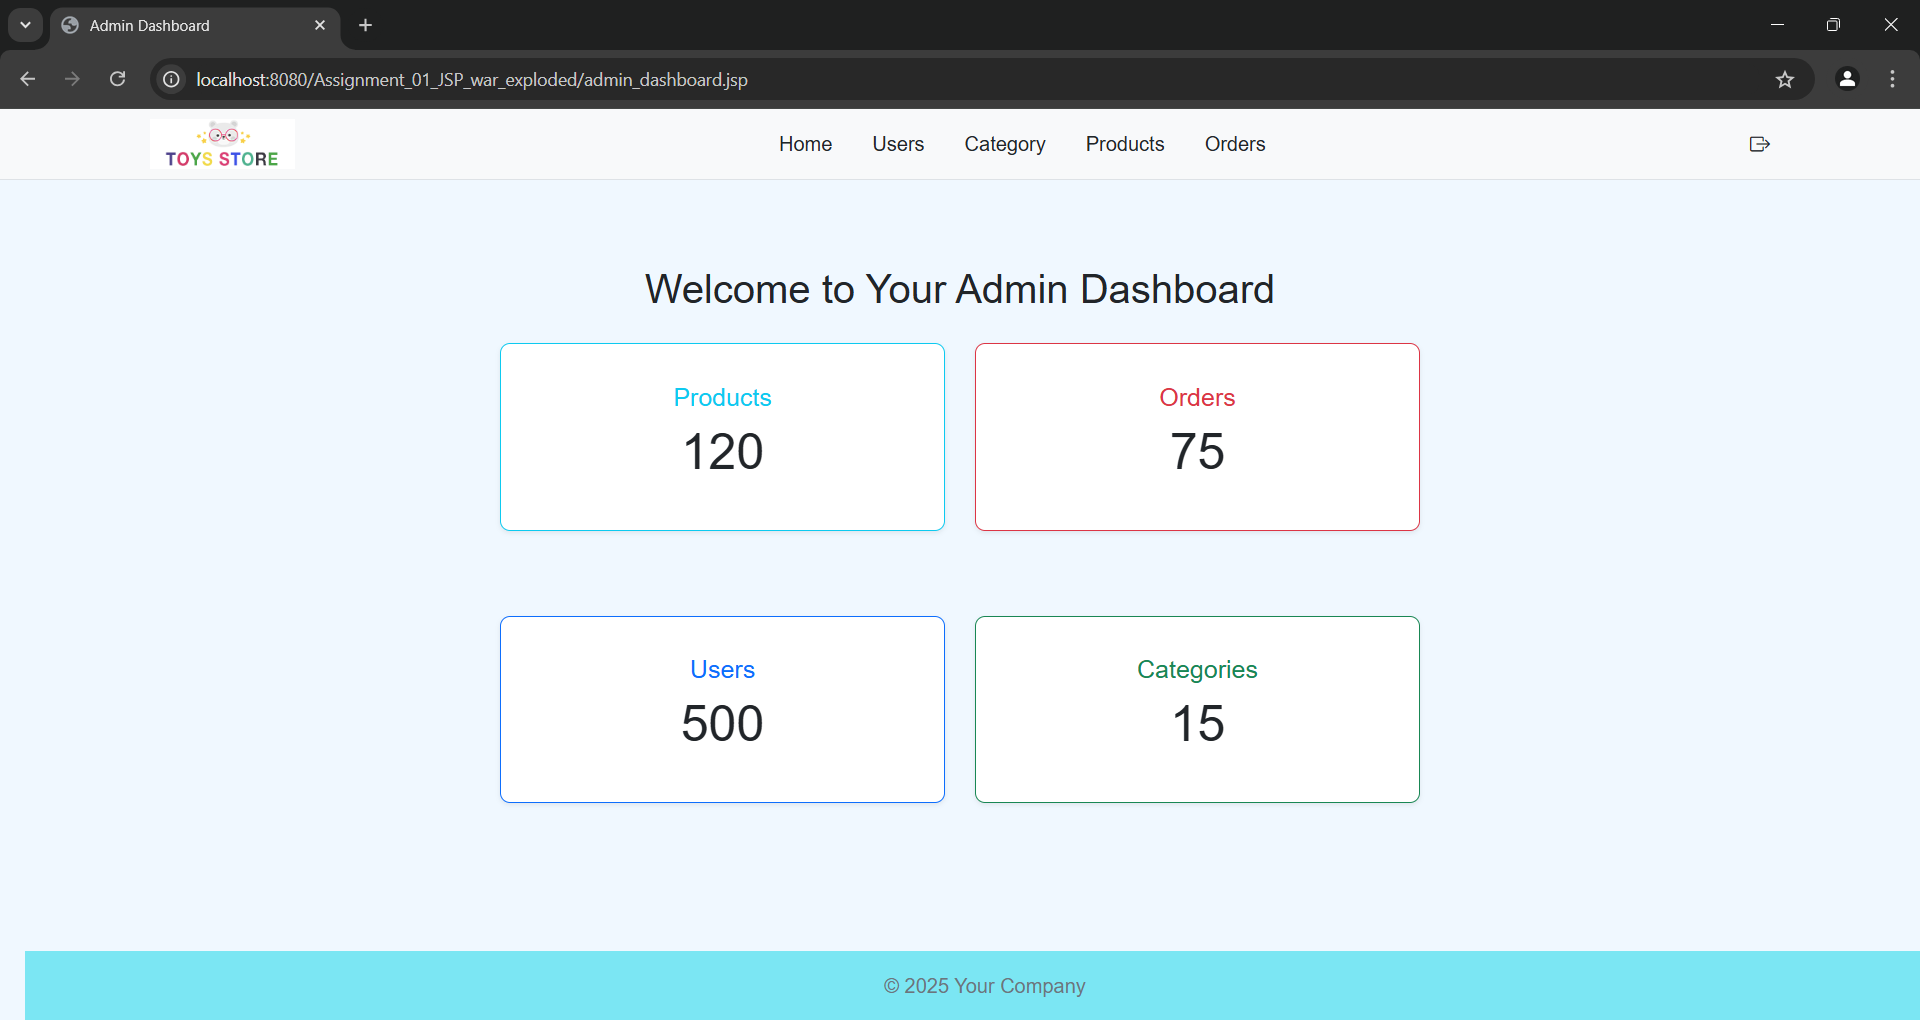 Admin Dashboard
localhost:8080/Assignment_01_JSP_war_exploded/admin_dashboard.jsp
TOYS STORE
Home Users Category Products Orders
Welcome to Your Admin Dashboard
Products
120
Orders
75
Users
500
Categories
15
© 2025 Your Company